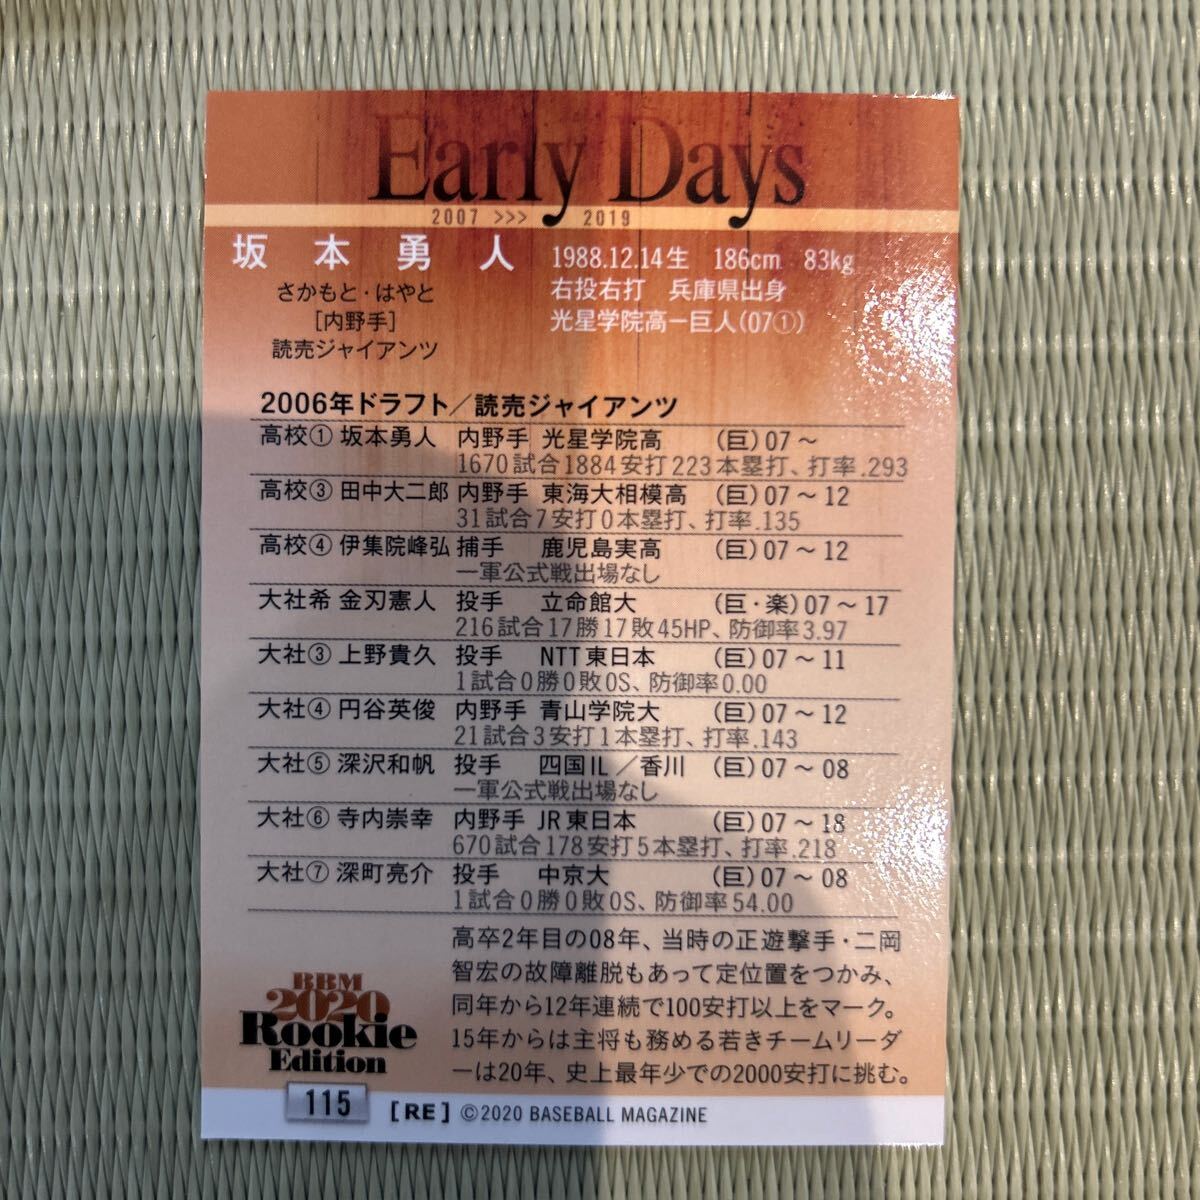 Early Days
2007 >>> 2019
坂本勇人 1988.12.14生 186cm 83kg
さかもと・はやと 右投右打 兵庫県出身
[内野手] 光星学院高ー巨人(07①)
読売ジャイアンツ
2006年ドラフト／読売ジャイアンツ
高校① 坂本勇人 内野手 光星学院高 (巨)07～
1670試合1884安打223本塁打、打率.293
高校③ 田中大二郎 内野手 東海大相模高 (巨)07～12
31試合7安打0本塁打、打率.135
高校④ 伊集院峰弘 捕手 鹿児島実高 (巨)07～12
一軍公式戦出場なし
大社希 金刃憲人 投手 立命館大 (巨・楽)07～17
216試合17勝17敗45HP、防御率3.97
大社③ 上野貴久 投手 NTT東日本 (巨)07～11
1試合0勝0敗0S、防御率0.00
大社④ 円谷英俊 内野手 青山学院大 (巨)07～12
21試合3安打1本塁打、打率.143
大社⑤ 深沢和帆 投手 四国IL／香川 (巨)07～08
一軍公式戦出場なし
大社⑥ 寺内崇幸 内野手 JR東日本 (巨)07～18
670試合178安打5本塁打、打率.218
大社⑦ 深町亮介 投手 中京大 (巨)07～08
1試合0勝0敗0S、防御率54.00
高卒2年目の08年、当時の正遊撃手・二岡
智宏の故障離脱もあって定位置をつかみ、
同年から12年連続で100安打以上をマーク。
15年からは主将も務める若きチームリーダ
ーは20年、史上最年少での2000安打に挑む。
BBM
2020
Rookie
Edition
115 [RE] ©2020 BASEBALL MAGAZINE